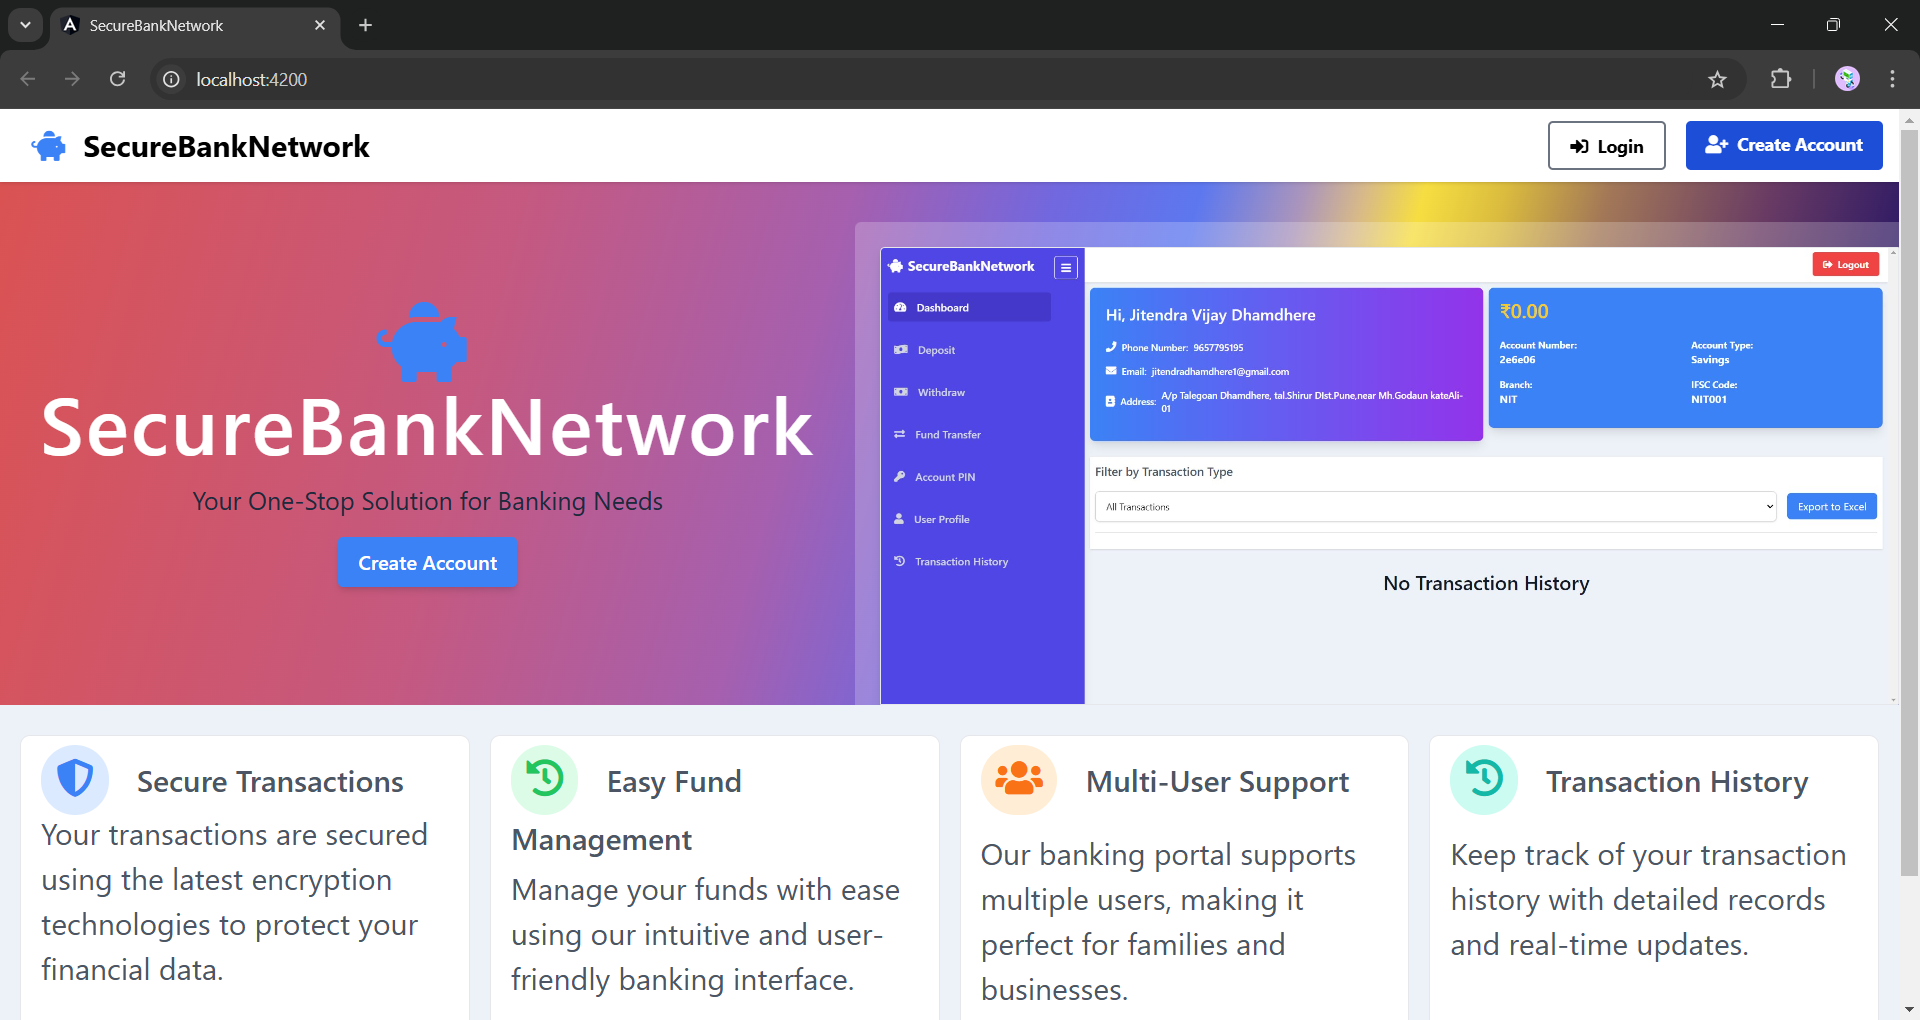 SecureBankNetwork
localhost:4200
SecureBankNetwork
Login
Create Account
SecureBankNetwork
Your One-Stop Solution for Banking Needs
Create Account
SecureBankNetwork
Dashboard
Deposit
Withdraw
Fund Transfer
Account PIN
User Profile
Transaction History
Logout
Hi, Jitendra Vijay Dhamdhere
Phone Number: 9657795195
Email: jitendradhamdhere1@gmail.com
Address: A/p Talegoan Dhamdhere, tal.Shirur DIst.Pune,near Mh.Godaun kateAli-
01
₹0.00
Account Number:
2e6e06
Account Type:
Savings
Branch:
NIT
IFSC Code:
NIT001
Filter by Transaction Type
All Transactions
Export to Excel
No Transaction History
Secure Transactions
Your transactions are secured
using the latest encryption
technologies to protect your
financial data.
Easy Fund
Management
Manage your funds with ease
using our intuitive and user-
friendly banking interface.
Multi-User Support
Our banking portal supports
multiple users, making it
perfect for families and
businesses.
Transaction History
Keep track of your transaction
history with detailed records
and real-time updates.